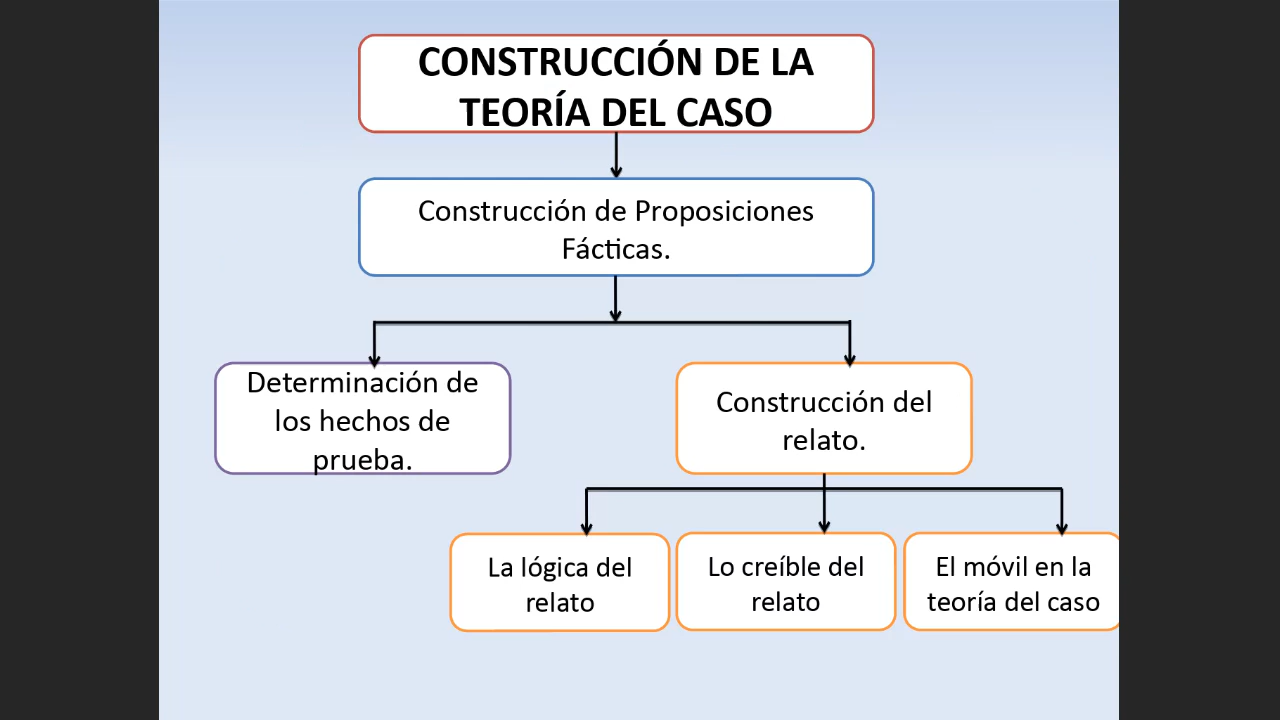 CONSTRUCCIÓN DE LA
TEORÍA DEL CASO
Construcción de Proposiciones
Fácticas.
Determinación de
los hechos de
prueba.
Construcción del
relato.
La lógica del
relato
Lo creíble del
relato
El móvil en la
teoría del caso